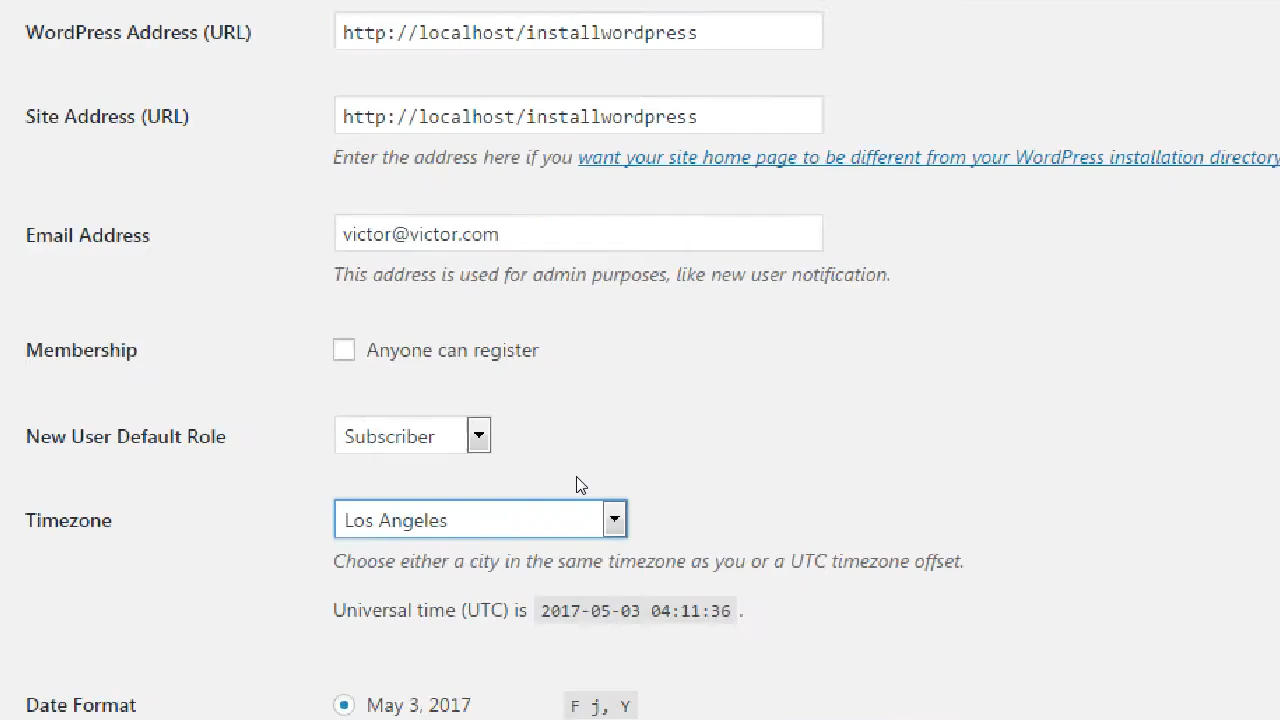 WordPress Address (URL) http://localhost/installwordpress
Site Address (URL) http://localhost/installwordpress
Enter the address here if you want your site home page to be different from your WordPress installation directory
Email Address victor@victor.com
This address is used for admin purposes, like new user notification.
Membership Anyone can register
New User Default Role Subscriber
Timezone Los Angeles
Choose either a city in the same timezone as you or a UTC timezone offset.
Universal time (UTC) is 2017-05-03 04:11:36 .
Date Format May 3, 2017 F j, Y